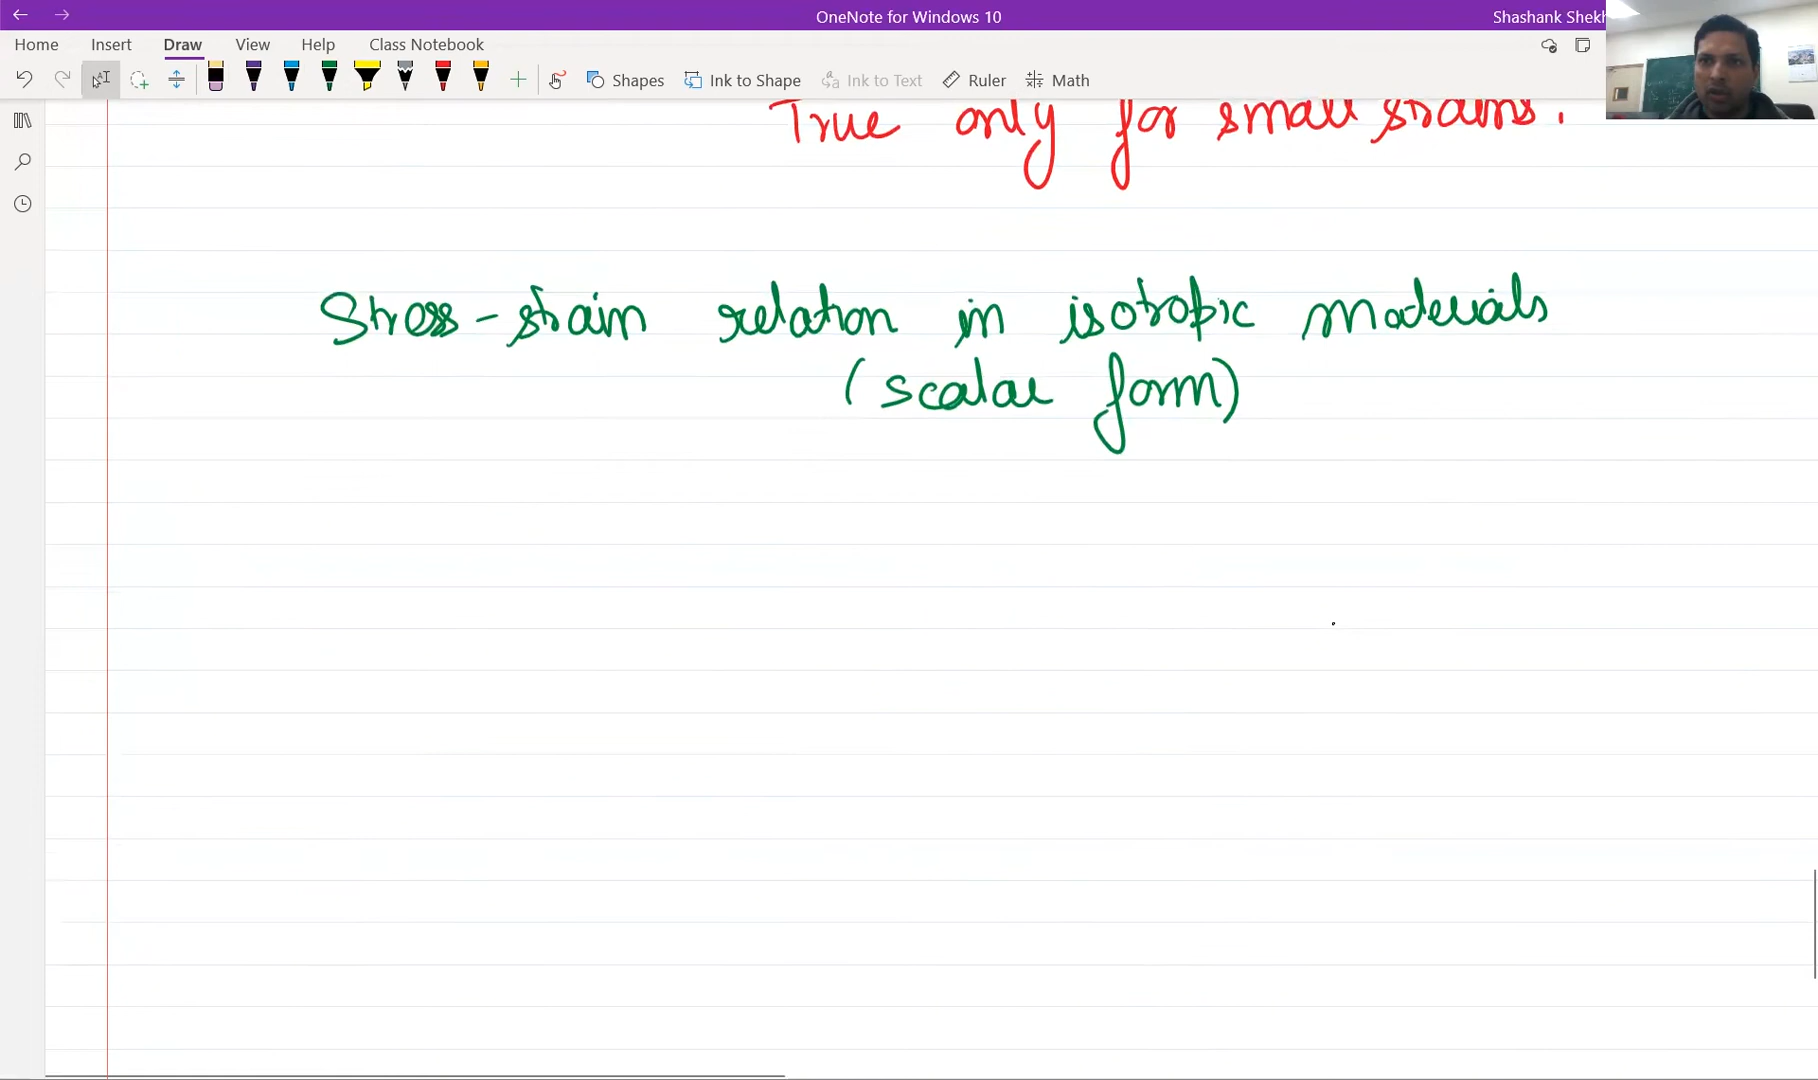 OneNote for Windows 10
Shashank Shekh
Home Insert Draw View Help Class Notebook
Shapes Ink to Shape Ink to Text Ruler Math
True only for small strains.
Stress-strain relation in isotropic materials
(scalar form)